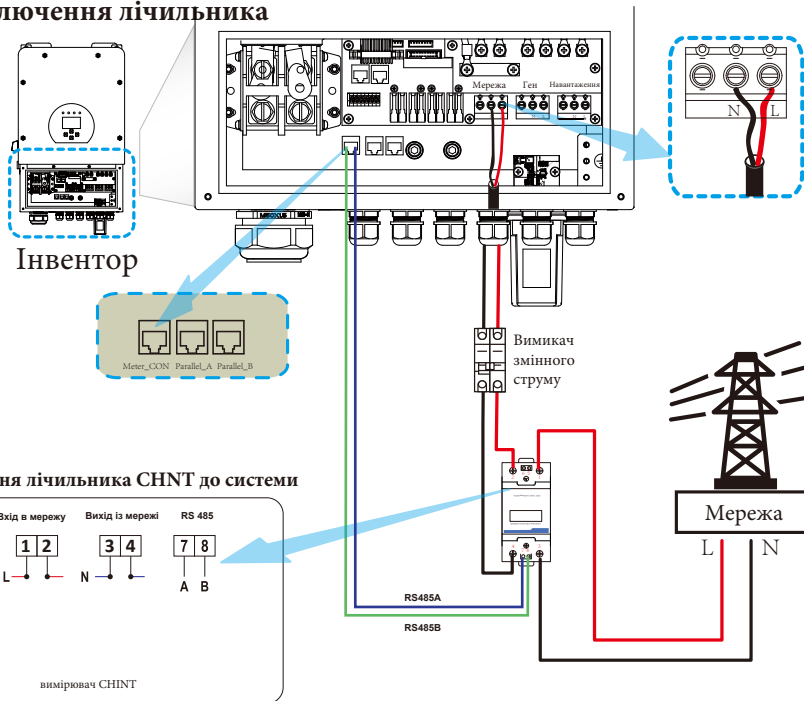 лючення лічильника
Мережа Ген Навантаження
N L
Інвентор
Meter_CON Parallel_A Parallel_B
Вимикач
змінного
струму
ня лічильника CHNT до системи
Вхід в мережу Вихід із мережі RS 485
1 2 3 4 7 8
L N A B
вимірювач CHINT
RS485A
RS485B
Мережа
L N